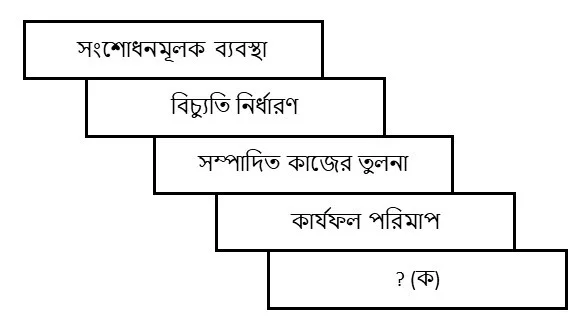 সংশোধনমূলক ব্যবস্থা
বিচ্যুতি নির্ধারণ
সম্পাদিত কাজের তুলনা
কার্যফল পরিমাপ
? (ক)